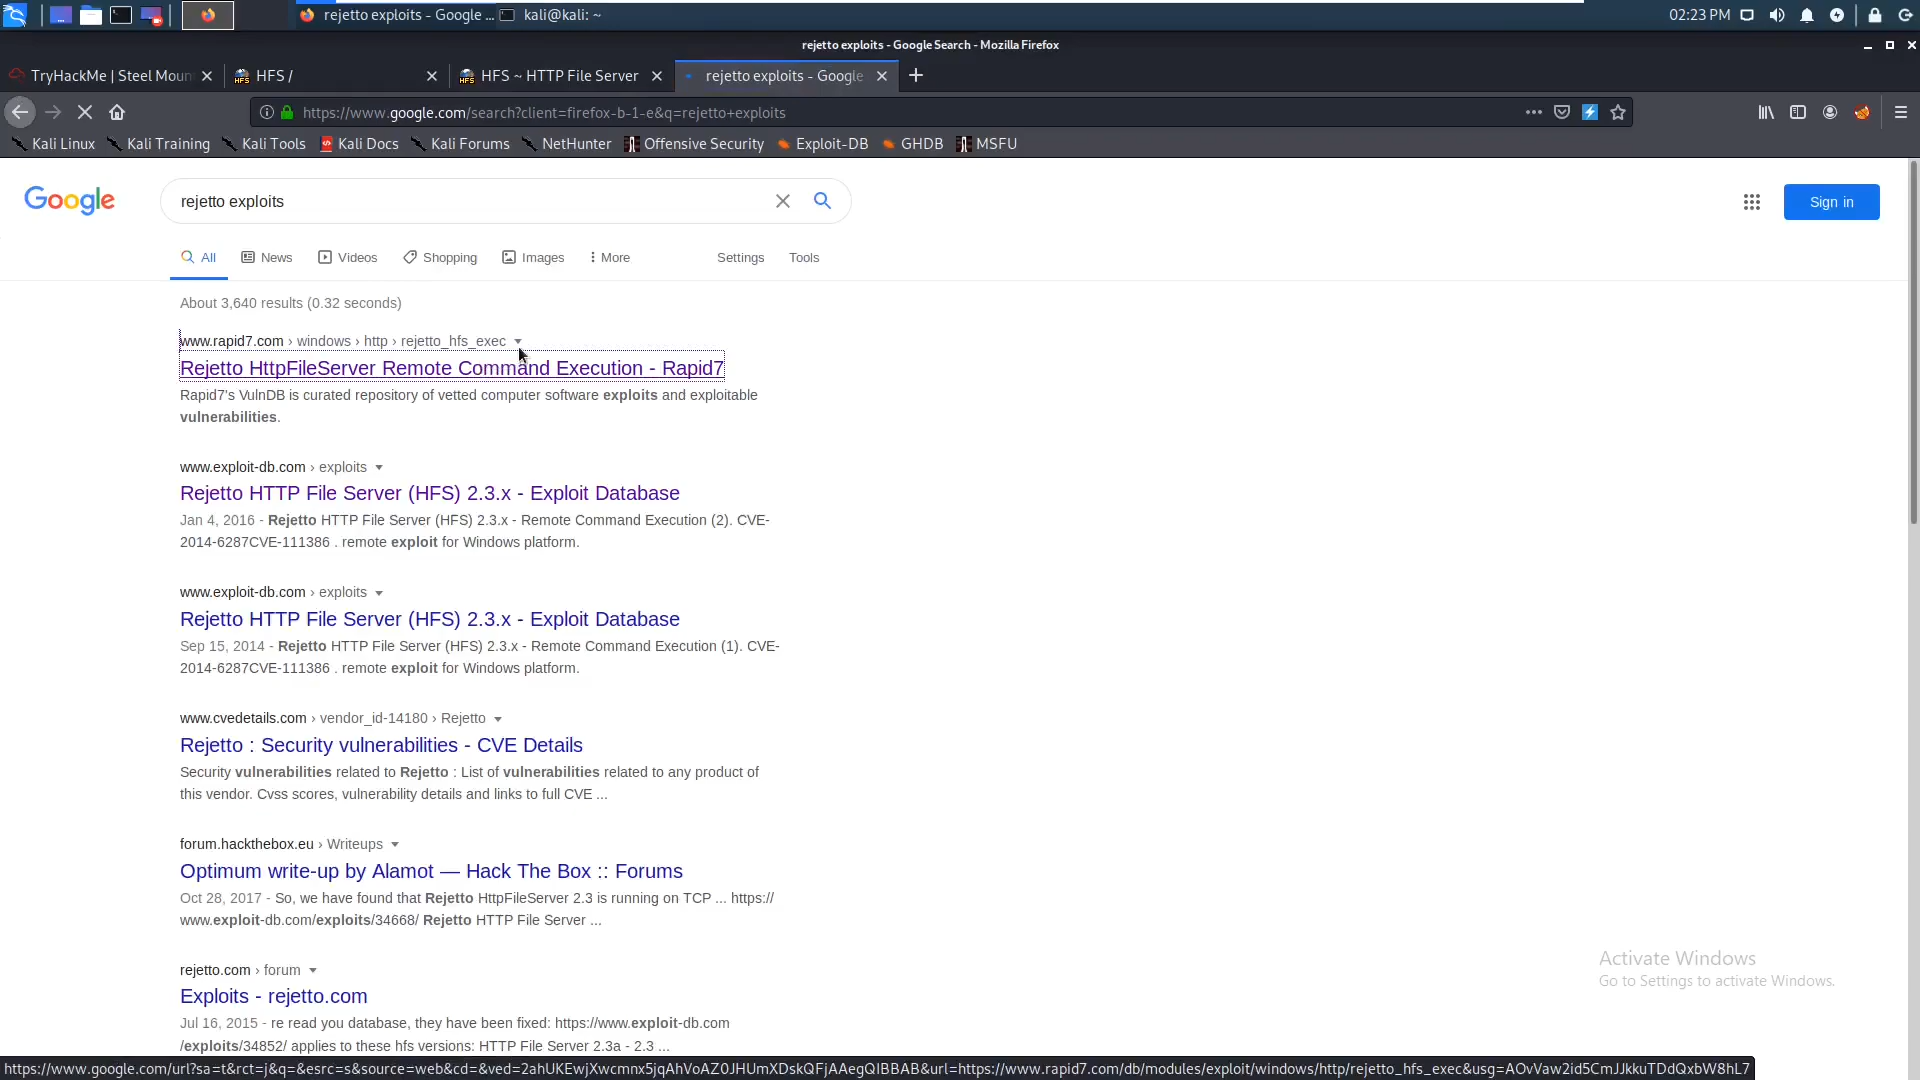 rejetto exploits - Google ...
kali@kali: ~
02:23 PM
rejetto exploits - Google Search - Mozilla Firefox
TryHackMe | Steel Moun
HFS /
HFS ~ HTTP File Server
rejetto exploits - Google
https://www.google.com/search?client=firefox-b-1-e&q=rejetto+exploits
Kali Linux
Kali Training
Kali Tools
Kali Docs
Kali Forums
NetHunter
Offensive Security
Exploit-DB
GHDB
MSFU
Google
rejetto exploits
Sign in
All
News
Videos
Shopping
Images
More
Settings
Tools
About 3,640 results (0.32 seconds)
www.rapid7.com › windows › http › rejetto_hfs_exec
Rejetto HttpFileServer Remote Command Execution - Rapid7
Rapid7's VulnDB is curated repository of vetted computer software exploits and exploitable
vulnerabilities.
www.exploit-db.com › exploits
Rejetto HTTP File Server (HFS) 2.3.x - Exploit Database
Jan 4, 2016 - Rejetto HTTP File Server (HFS) 2.3.x - Remote Command Execution (2). CVE-
2014-6287CVE-111386 . remote exploit for Windows platform.
www.exploit-db.com › exploits
Rejetto HTTP File Server (HFS) 2.3.x - Exploit Database
Sep 15, 2014 - Rejetto HTTP File Server (HFS) 2.3.x - Remote Command Execution (1). CVE-
2014-6287CVE-111386 . remote exploit for Windows platform.
www.cvedetails.com › vendor_id-14180 › Rejetto
Rejetto : Security vulnerabilities - CVE Details
Security vulnerabilities related to Rejetto : List of vulnerabilities related to any product of
this vendor. Cvss scores, vulnerability details and links to full CVE ...
forum.hackthebox.eu › Writeups
Optimum write-up by Alamot — Hack The Box :: Forums
Oct 28, 2017 - So, we have found that Rejetto HttpFileServer 2.3 is running on TCP ... https://
www.exploit-db.com/exploits/34668/ Rejetto HTTP File Server ...
rejetto.com › forum
Exploits - rejetto.com
Jul 16, 2015 - re read you database, they have been fixed: https://www.exploit-db.com
/exploits/34852/ applies to these hfs versions: HTTP File Server 2.3a - 2.3 ...
Activate Windows
Go to Settings to activate Windows.
https://www.google.com/url?sa=t&rct=j&q=&esrc=s&source=web&cd=&ved=2ahUKEwjXwcmnx5jqAhVoAZ0JHUmXDskQFjAAegQIBBAB&url=https://www.rapid7.com/db/modules/exploit/windows/http/rejetto_hfs_exec&usg=AOvVaw2id5CmJJkkuTDdQxbW8hL7